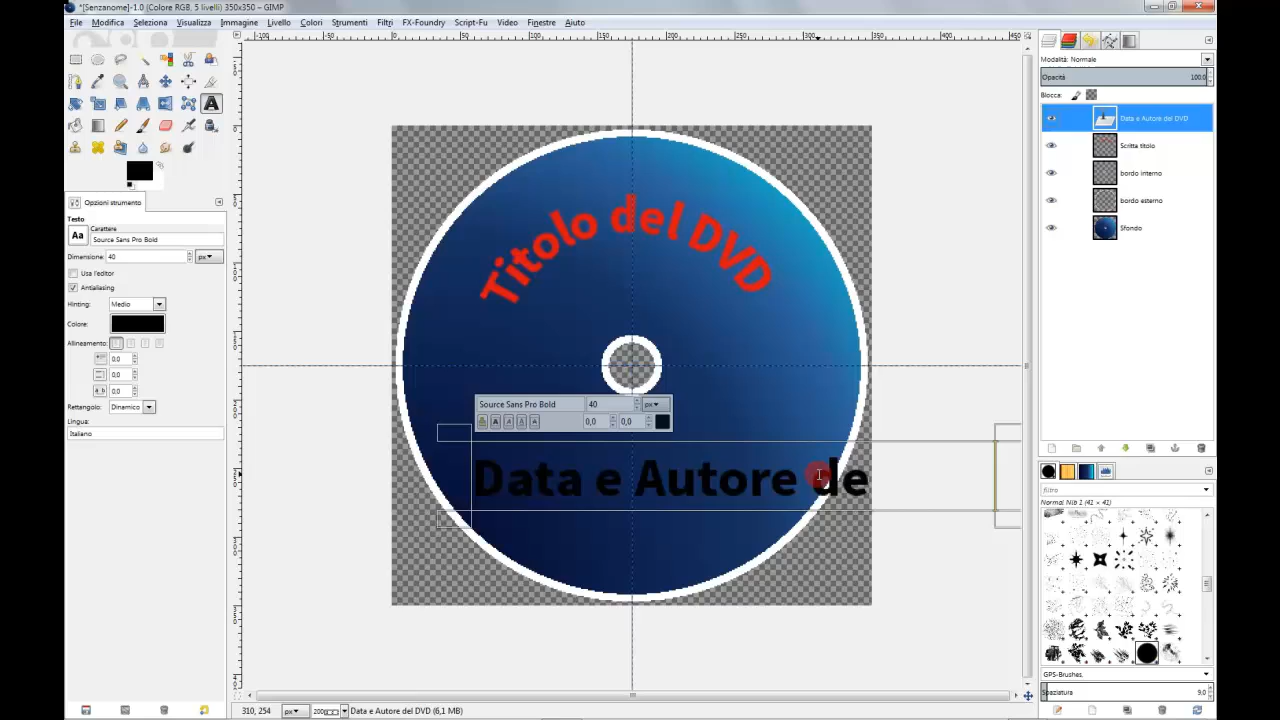 *[Senzanome]-1.0 (Colore RGB, 5 livelli) 350x350 – GIMP
File Modifica Seleziona Visualizza Immagine Livello Colori Strumenti Filtri FX-Foundry Script-Fu Video Finestre Aiuto
Opzioni strumento
Testo
Aa
Carattere
Source Sans Pro Bold
Dimensione: 40 px
Usa l'editor
Antialiasing
Hinting: Medio
Colore:
Allineamento:
0,0
0,0
0,0
Rettangolo: Dinamico
Lingua:
Italiano
Titolo del DVD
Source Sans Pro Bold 40 px
0,0 0,0
Data e Autore de
310, 254 px 200 Data e Autore del DVD (6,1 MB)
Modalità: Normale
Opacità 100,0
Blocca:
Data e Autore del DVD
Scritta titolo
bordo interno
bordo esterno
Sfondo
filtro
Normal Nib 1 (41 × 41)
GPS-Brushes,
Spaziatura 9,0